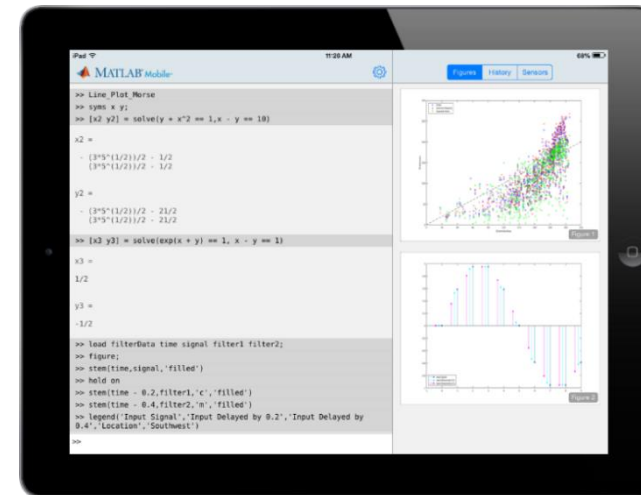 iPad
11:20 AM
69%
MATLAB Mobile
Figures
History
Sensors
>> Line_Plot_Morse
>> syms x y;
>> [x2 y2] = solve(y + x^2 == 1,x - y == 10)
x2 =
- (3*5^(1/2))/2 - 1/2
(3*5^(1/2))/2 - 1/2
y2 =
- (3*5^(1/2))/2 - 21/2
(3*5^(1/2))/2 - 21/2
>> [x3 y3] = solve(exp(x + y) == 1, x - y == 1)
x3 =
1/2
y3 =
-1/2
>> load filterData time signal filter1 filter2;
>> figure;
>> stem(time,signal,'filled')
>> hold on
>> stem(time - 0.2,filter1,'c','filled')
>> stem(time - 0.4,filter2,'m','filled')
>> legend('Input Signal','Input Delayed by 0.2','Input Delayed by
0.4','Location','Southwest')
>>
Figure 1
Figure 2